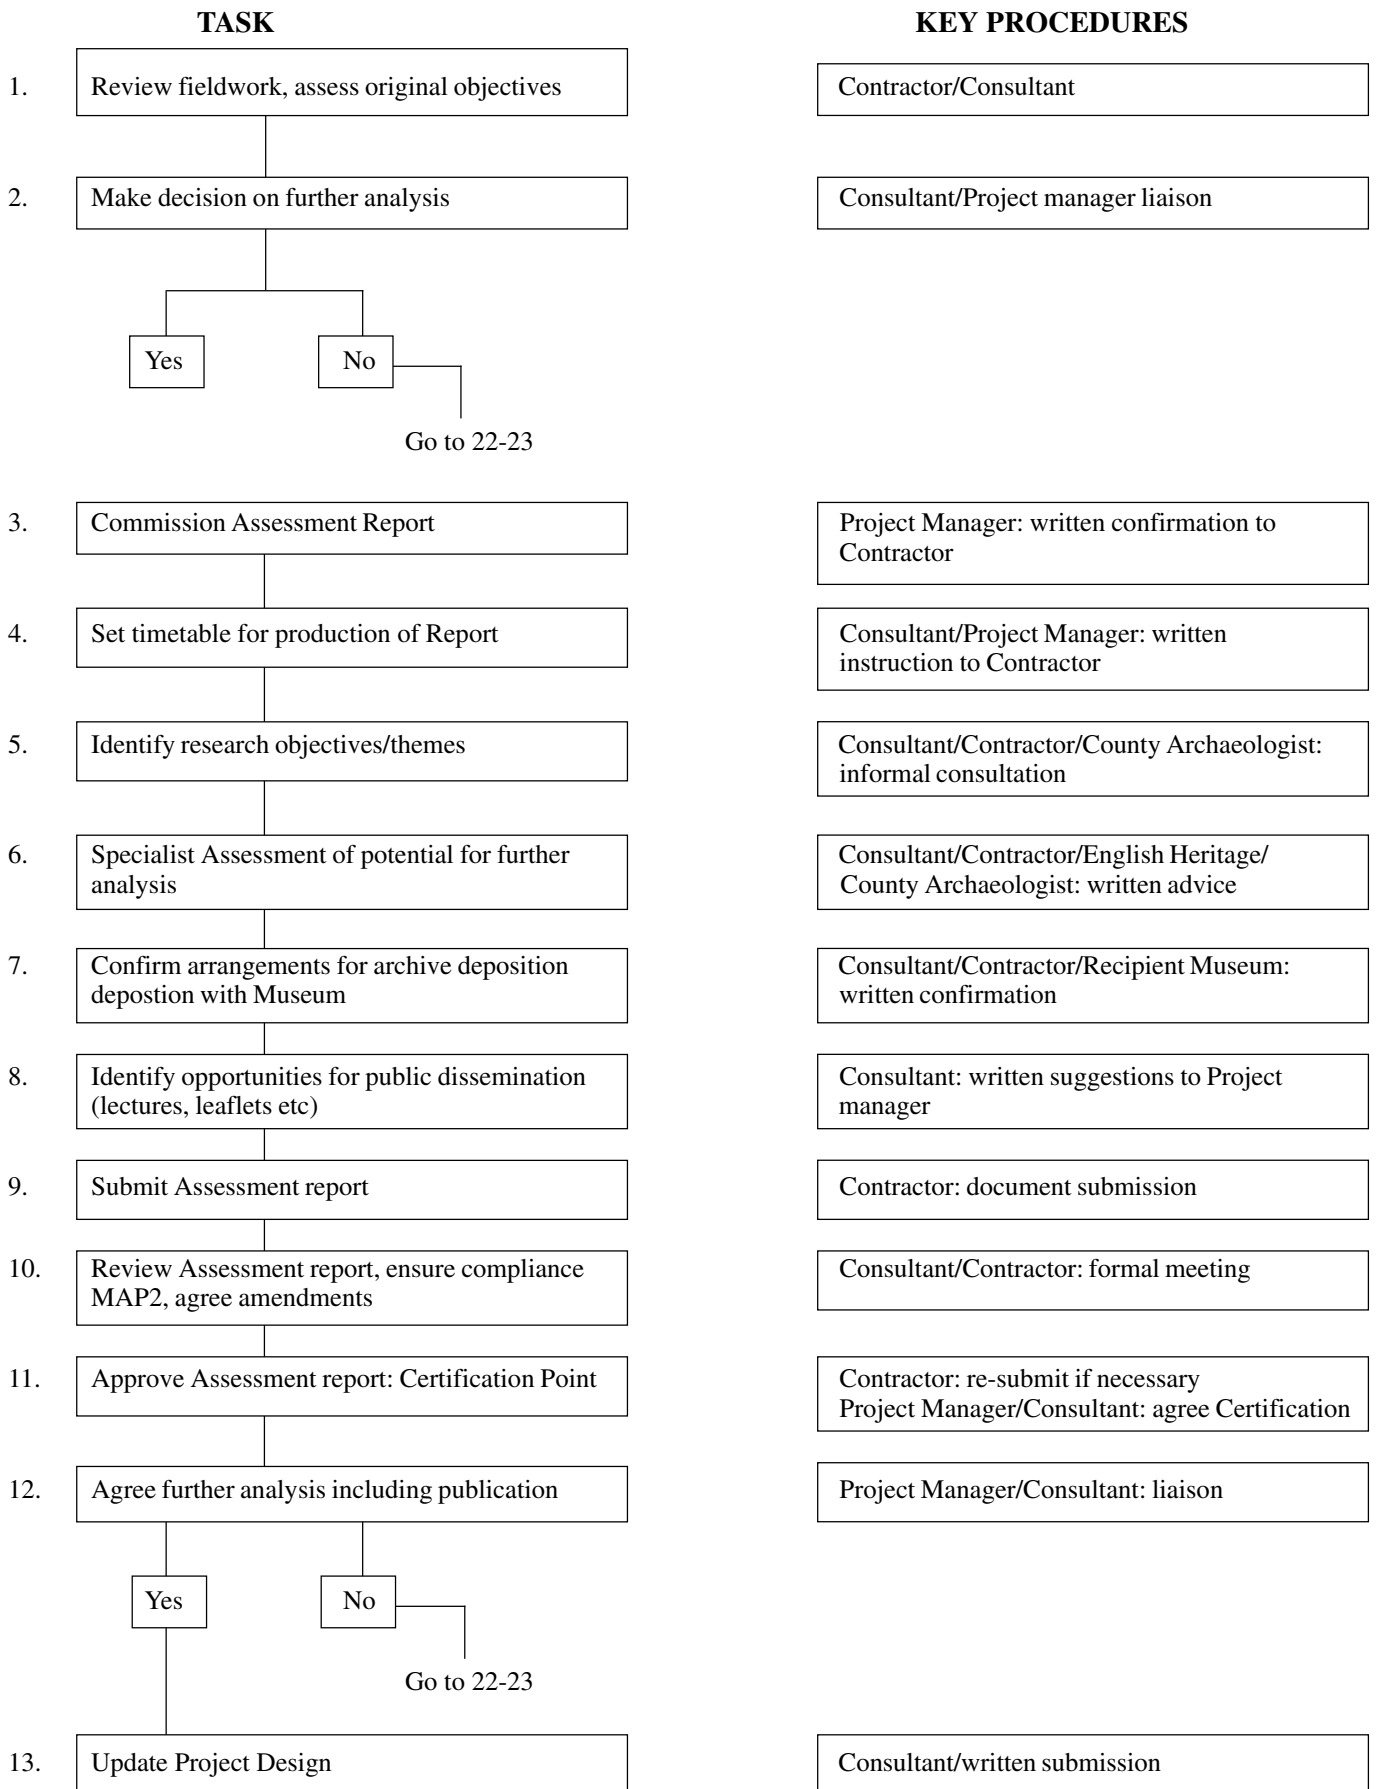 TASK
KEY PROCEDURES
1.
Review fieldwork, assess original objectives
Contractor/Consultant
2.
Make decision on further analysis
Consultant/Project manager liaison
Yes
No
Go to 22-23
3.
Commission Assessment Report
Project Manager: written confirmation to
Contractor
4.
Set timetable for production of Report
Consultant/Project Manager: written
instruction to Contractor
5.
Identify research objectives/themes
Consultant/Contractor/County Archaeologist:
informal consultation
6.
Specialist Assessment of potential for further
analysis
Consultant/Contractor/English Heritage/
County Archaeologist: written advice
7.
Confirm arrangements for archive deposition
depostion with Museum
Consultant/Contractor/Recipient Museum:
written confirmation
8.
Identify opportunities for public dissemination
(lectures, leaflets etc)
Consultant: written suggestions to Project
manager
9.
Submit Assessment report
Contractor: document submission
10.
Review Assessment report, ensure compliance
MAP2, agree amendments
Consultant/Contractor: formal meeting
11.
Approve Assessment report: Certification Point
Contractor: re-submit if necessary
Project Manager/Consultant: agree Certification
12.
Agree further analysis including publication
Project Manager/Consultant: liaison
Yes
No
Go to 22-23
13.
Update Project Design
Consultant/written submission